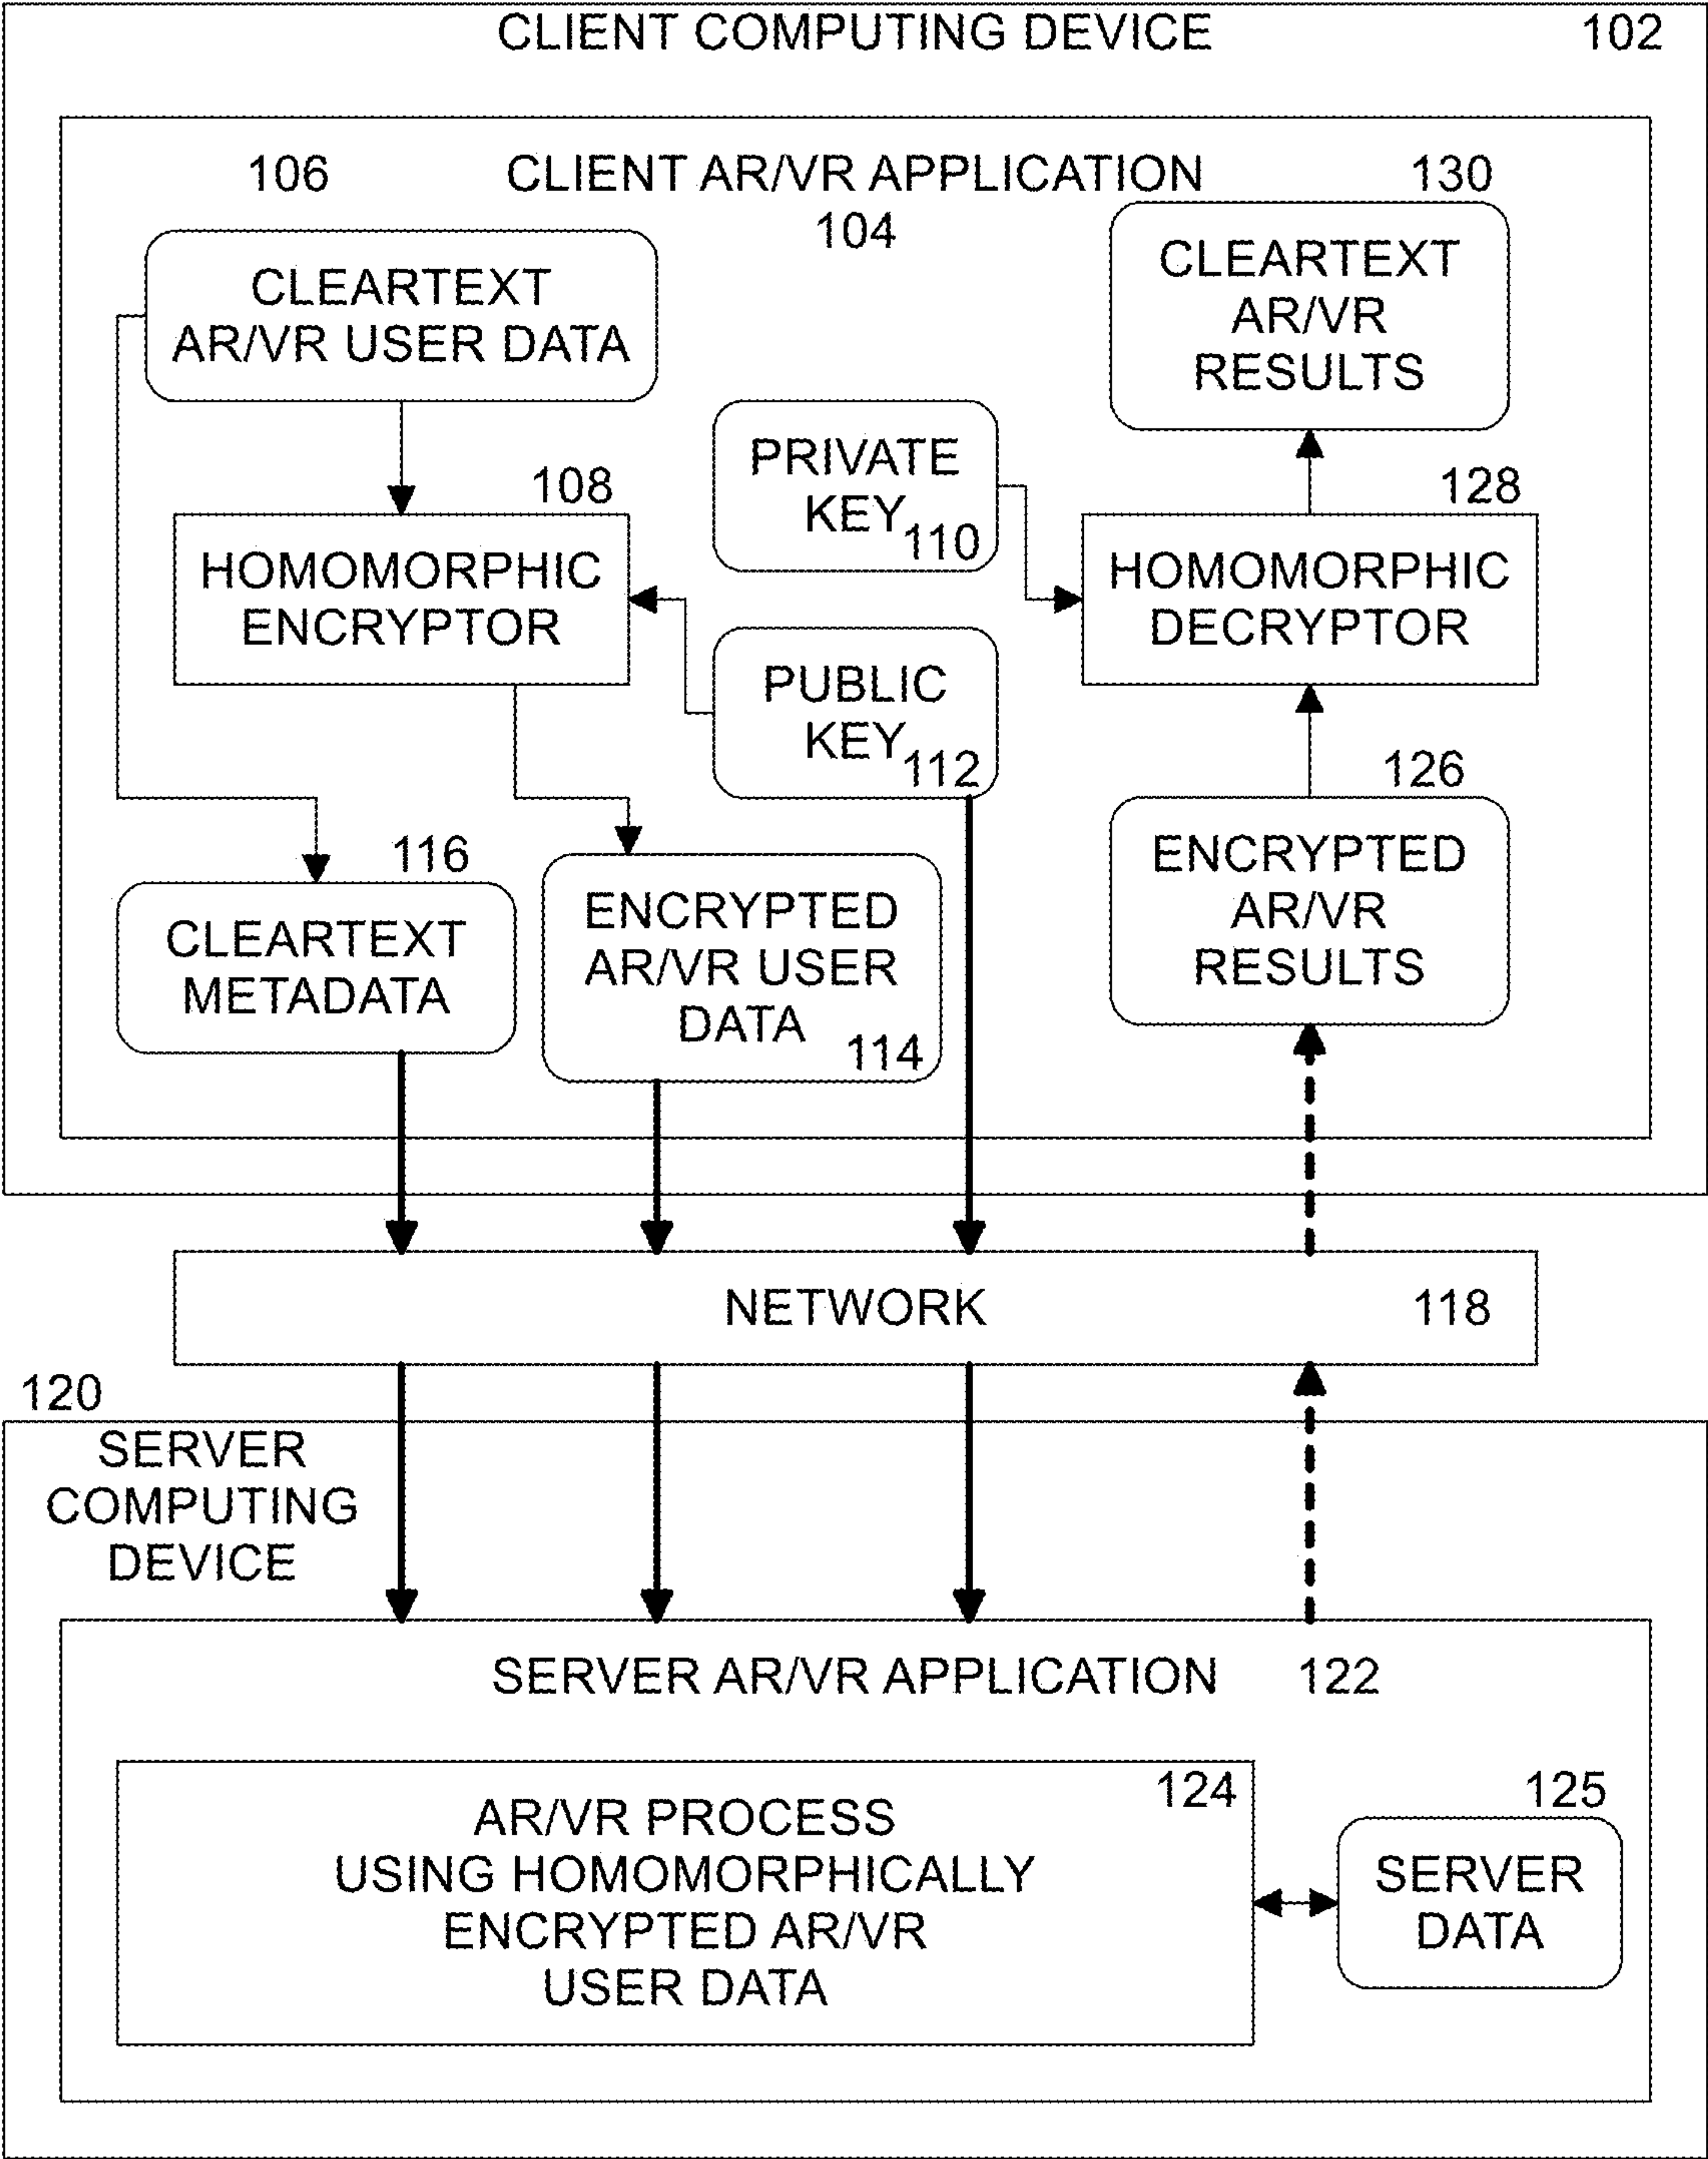 CLIENT COMPUTING DEVICE 102
106 CLIENT AR/VR APPLICATION 130
104
CLEARTEXT
AR/VR USER DATA
CLEARTEXT
AR/VR
RESULTS
PRIVATE
KEY
110
108
HOMOMORPHIC
ENCRYPTOR
128
HOMOMORPHIC
DECRYPTOR
PUBLIC
KEY
112
116
CLEARTEXT
METADATA
ENCRYPTED
AR/VR USER
DATA
114
126
ENCRYPTED
AR/VR
RESULTS
NETWORK 118
120
SERVER
COMPUTING
DEVICE
SERVER AR/VR APPLICATION 122
124
AR/VR PROCESS
USING HOMOMORPHICALLY
ENCRYPTED AR/VR
USER DATA
125
SERVER
DATA